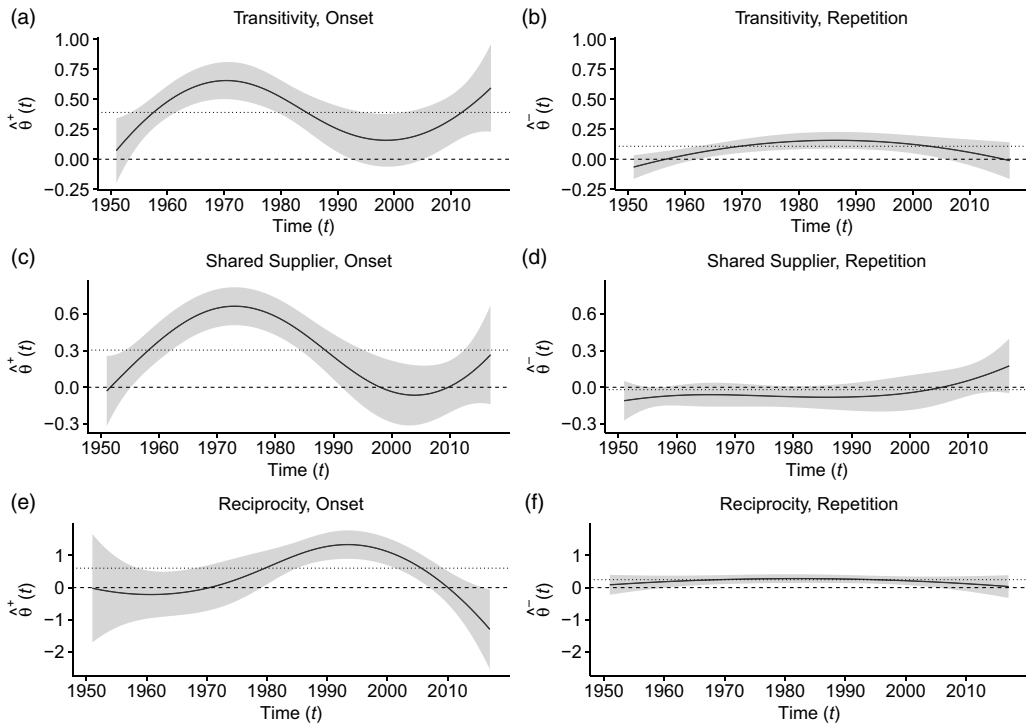 (a) Transitivity, Onset
1.00
0.75
0.50
0.25
0.00
−0.25
θ̂⁺ (t)
1950 1960 1970 1980 1990 2000 2010
Time (t)
(b) Transitivity, Repetition
1.00
0.75
0.50
0.25
0.00
−0.25
θ̂⁻ (t)
1950 1960 1970 1980 1990 2000 2010
Time (t)
(c) Shared Supplier, Onset
0.6
0.3
0.0
−0.3
θ̂⁺ (t)
1950 1960 1970 1980 1990 2000 2010
Time (t)
(d) Shared Supplier, Repetition
0.6
0.3
0.0
−0.3
θ̂⁻ (t)
1950 1960 1970 1980 1990 2000 2010
Time (t)
(e) Reciprocity, Onset
1
0
−1
−2
θ̂⁺ (t)
1950 1960 1970 1980 1990 2000 2010
Time (t)
(f) Reciprocity, Repetition
1
0
−1
−2
θ̂⁻ (t)
1950 1960 1970 1980 1990 2000 2010
Time (t)